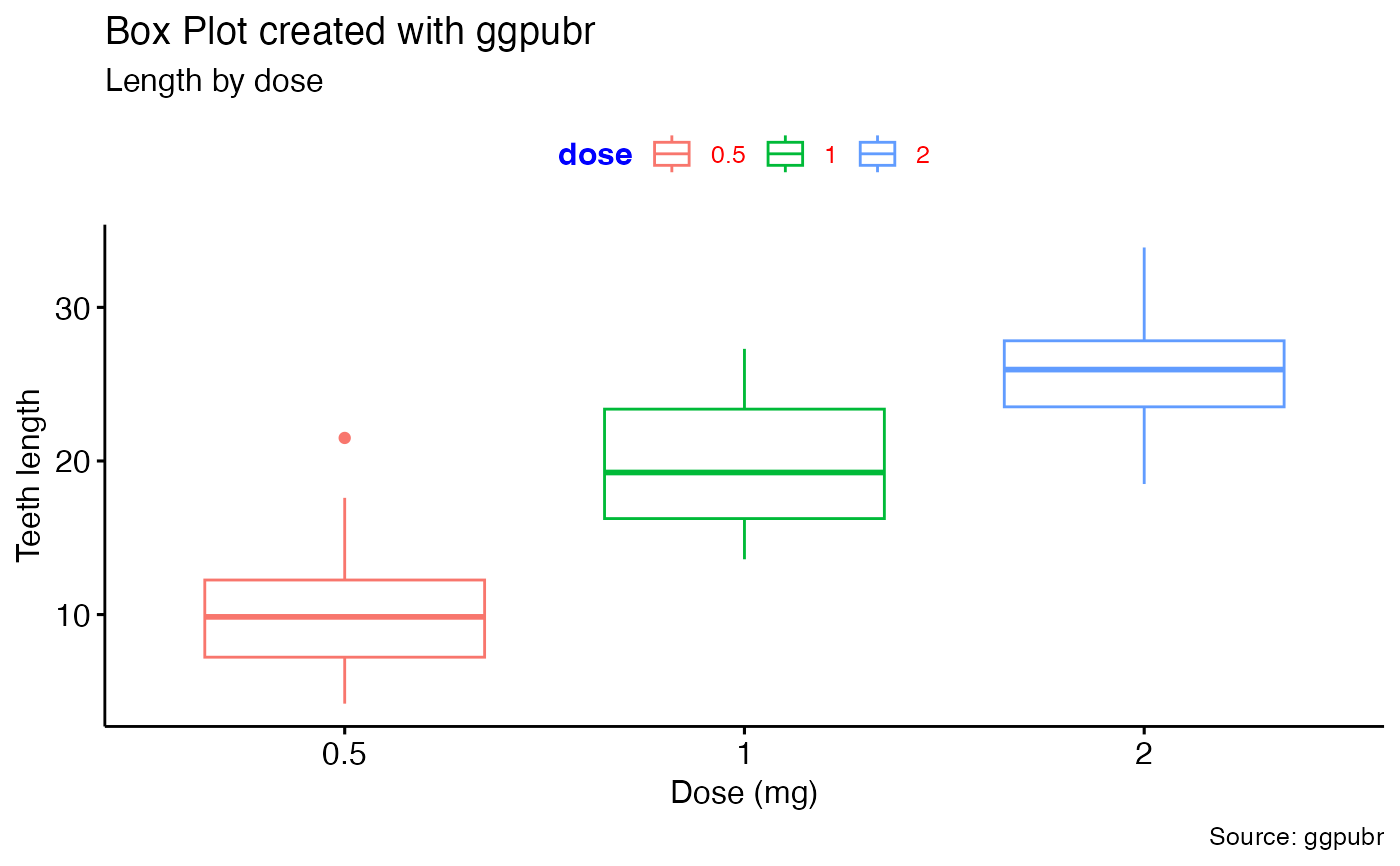 Box Plot created with ggpubr
Length by dose
dose 0.5 1 2
30
20
10
Teeth length
0.5 1 2
Dose (mg)
Source: ggpubr